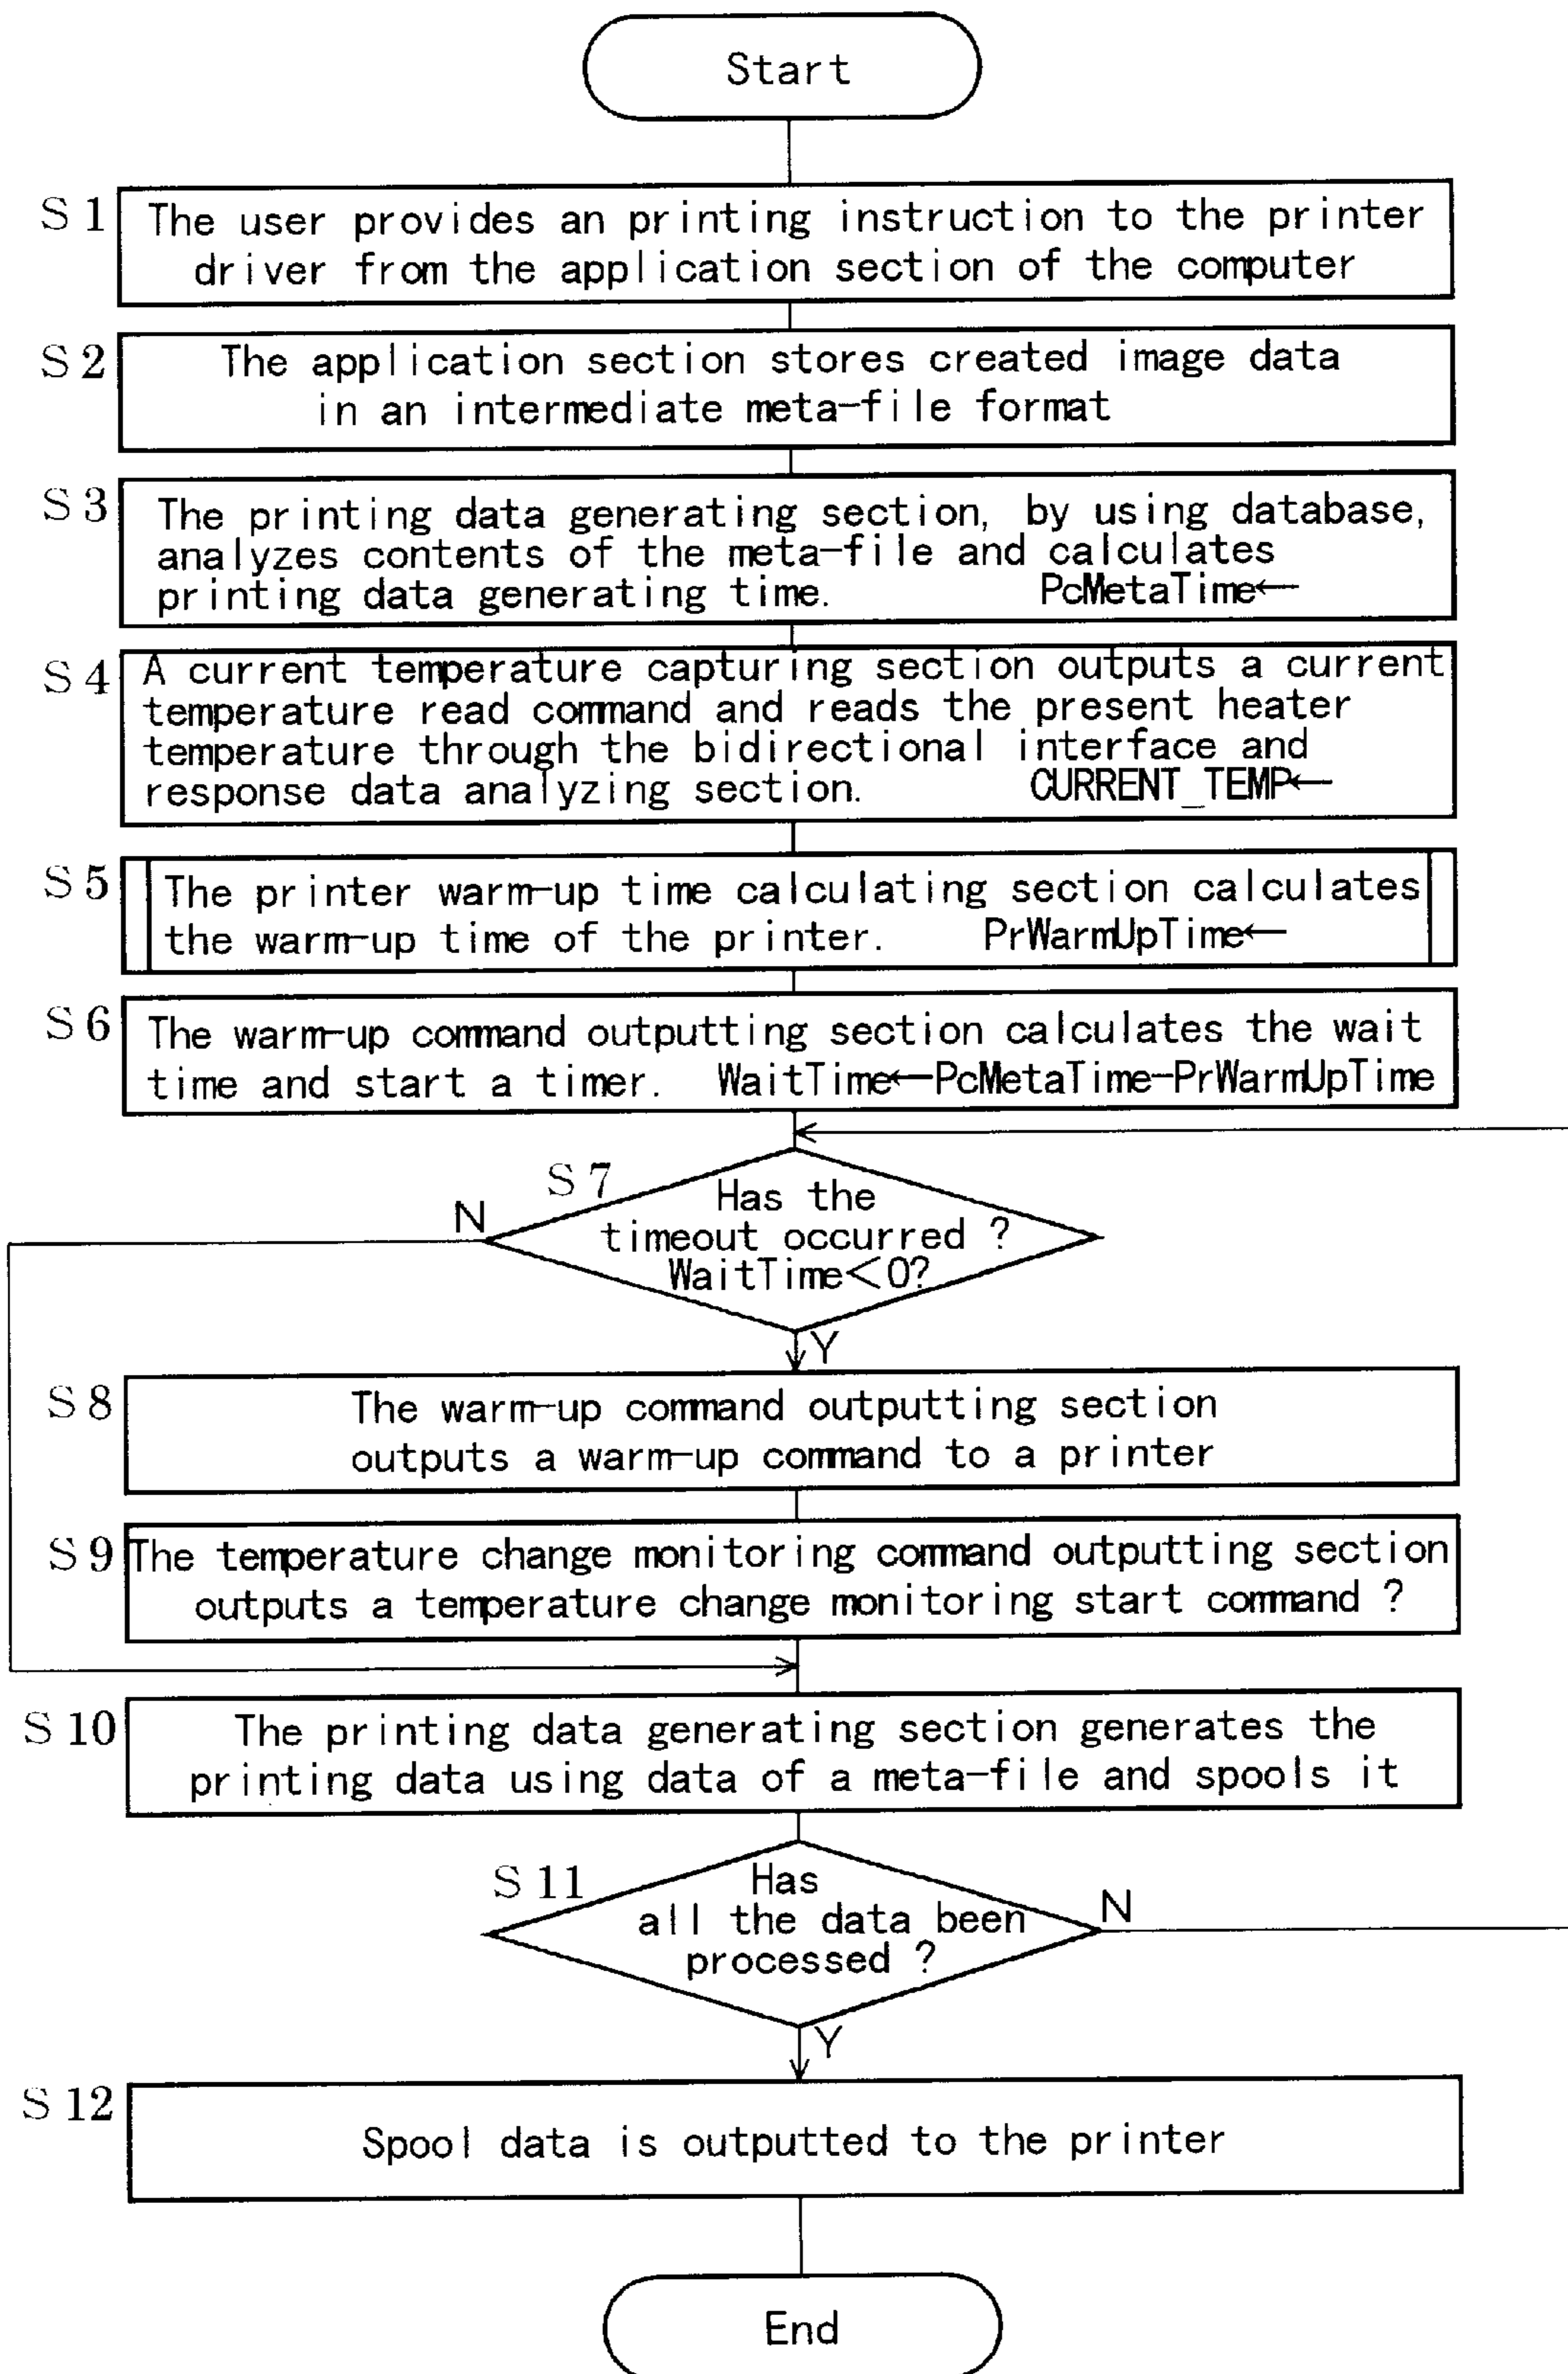 Start
S1
The user provides an printing instruction to the printer
driver from the application section of the computer
S2
The application section stores created image data
in an intermediate meta-file format
S3
The printing data generating section, by using database,
analyzes contents of the meta-file and calculates
printing data generating time. PcMetaTime←
S4
A current temperature capturing section outputs a current
temperature read command and reads the present heater
temperature through the bidirectional interface and
response data analyzing section. CURRENT_TEMP←
S5
The printer warm-up time calculating section calculates
the warm-up time of the printer. PrWarmUpTime←
S6
The warm-up command outputting section calculates the wait
time and start a timer. WaitTime←PcMetaTime-PrWarmUpTime
S7
Has the
timeout occurred ?
WaitTime<0?
N
Y
S8
The warm-up command outputting section
outputs a warm-up command to a printer
S9
The temperature change monitoring command outputting section
outputs a temperature change monitoring start command ?
S10
The printing data generating section generates the
printing data using data of a meta-file and spools it
S11
Has
all the data been
processed ?
N
Y
S12
Spool data is outputted to the printer
End